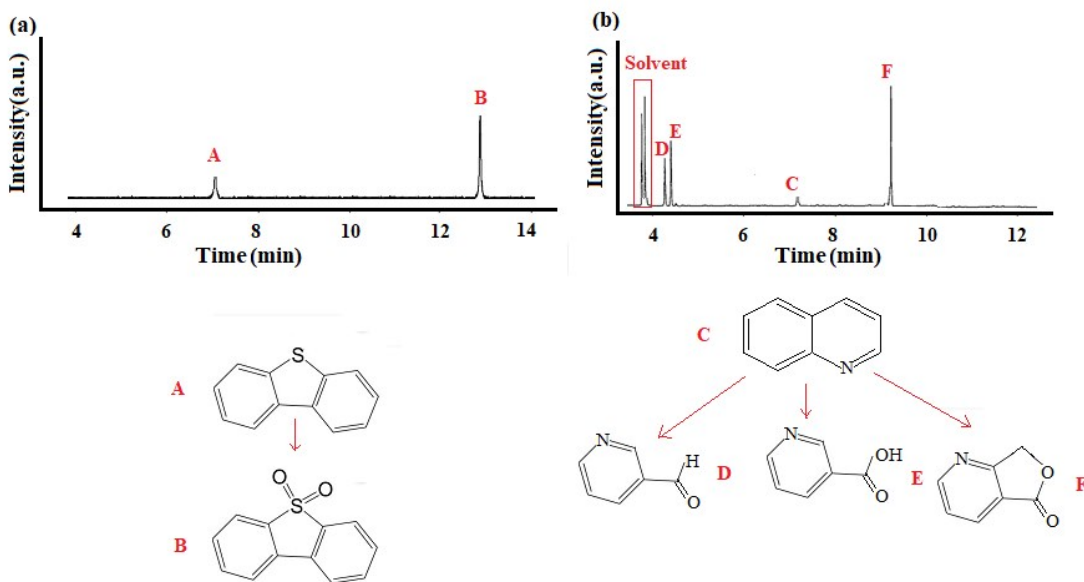 (a)
Intensity(a.u.)
A
B
4 6 8 10 12 14
Time (min)
(b)
Intensity(a.u.)
Solvent
D
E
C
F
4 6 8 10 12
Time (min)
A
S
B
O O
S
C
N
N
H
O
D
N
OH
O
E
N
O
O
F